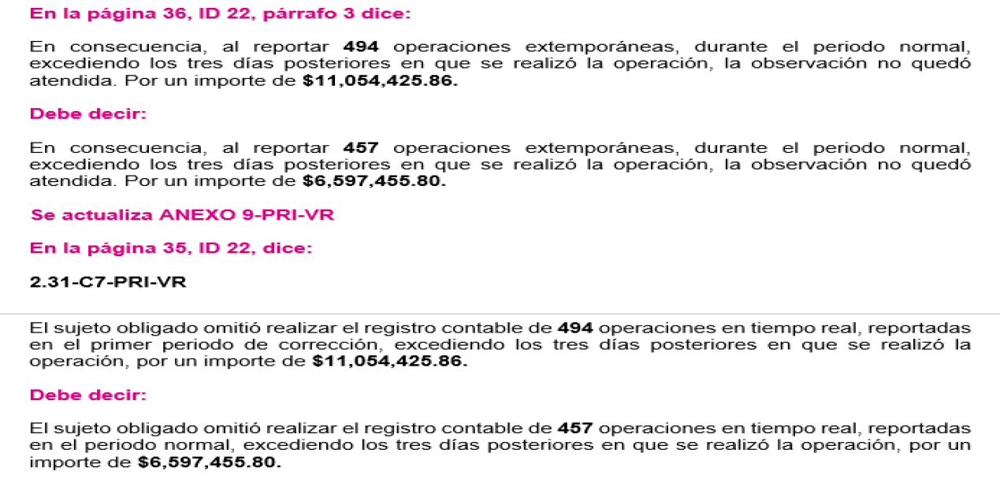 En la página 36, ID 22, párrafo 3 dice:
En consecuencia, al reportar 494 operaciones extemporáneas, durante el periodo normal,
excediendo los tres días posteriores en que se realizó la operación, la observación no quedó
atendida. Por un importe de $11,054,425.86.
Debe decir:
En consecuencia, al reportar 457 operaciones extemporáneas, durante el periodo normal,
excediendo los tres días posteriores en que se realizó la operación, la observación no quedó
atendida. Por un importe de $6,597,455.80.
Se actualiza ANEXO 9-PRI-VR
En la página 35, ID 22, dice:
2.31-C7-PRI-VR
El sujeto obligado omitió realizar el registro contable de 494 operaciones en tiempo real, reportadas
en el primer periodo de corrección, excediendo los tres días posteriores en que se realizó la
operación, por un importe de $11,054,425.86.
Debe decir:
El sujeto obligado omitió realizar el registro contable de 457 operaciones en tiempo real, reportadas
en el periodo normal, excediendo los tres días posteriores en que se realizó la operación, por un
importe de $6,597,455.80.